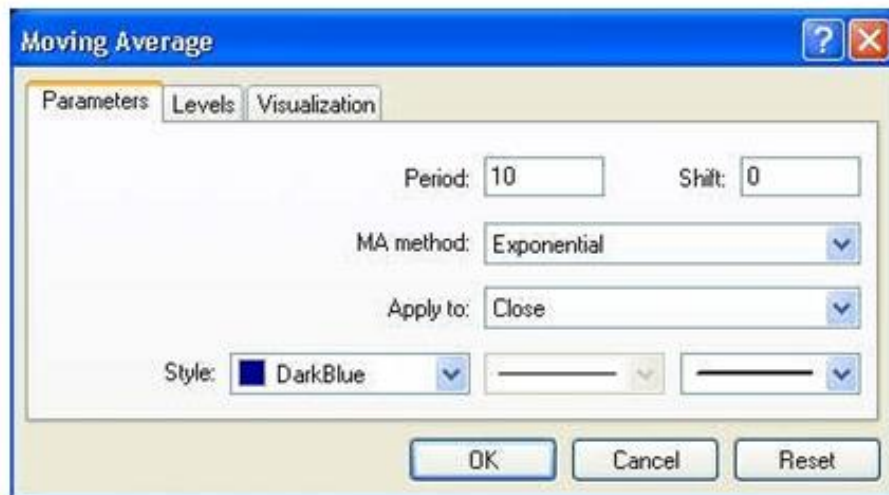 Moving Average
Parameters Levels Visualization
Period: 10 Shift: 0
MA method: Exponential
Apply to: Close
Style: DarkBlue
OK Cancel Reset